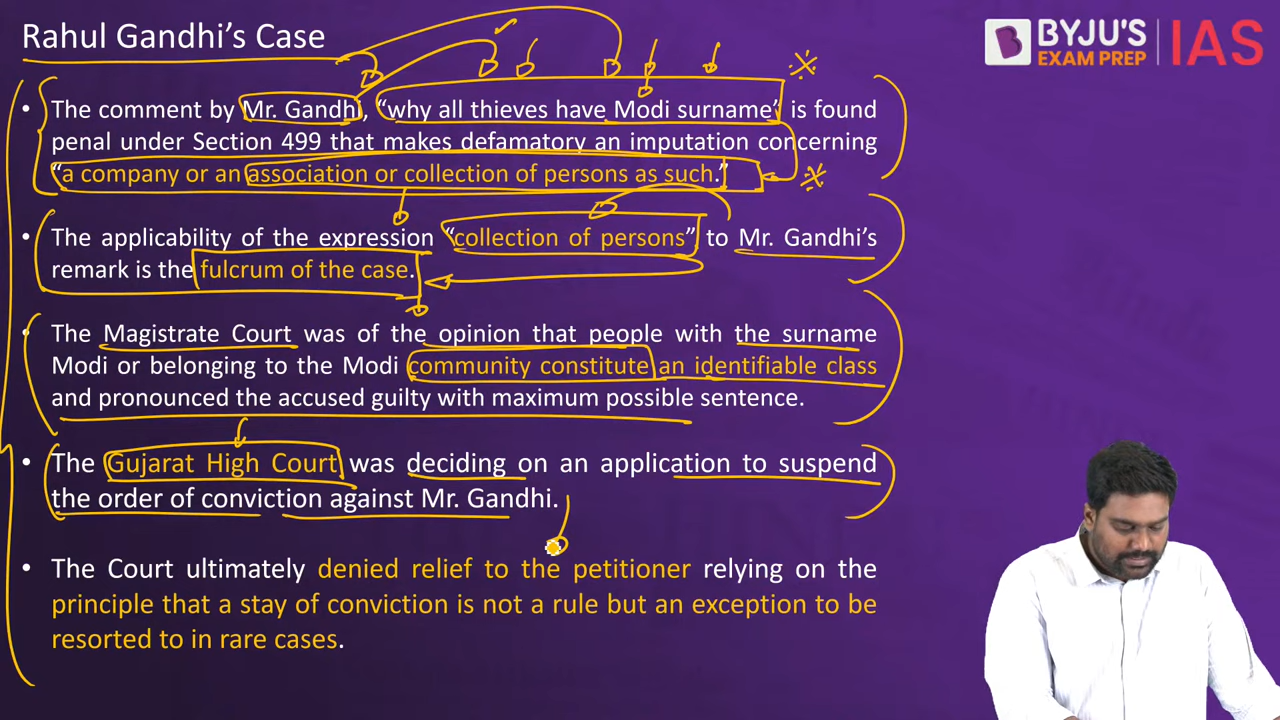 Rahul Gandhi's Case
BYJU'S
EXAM PREP
IAS
• The comment by Mr. Gandhi, “why all thieves have Modi surname”, is found
penal under Section 499 that makes defamatory an imputation concerning
“a company or an association or collection of persons as such.”
• The applicability of the expression “collection of persons” to Mr. Gandhi’s
remark is the fulcrum of the case.
• The Magistrate Court was of the opinion that people with the surname
Modi or belonging to the Modi community constitute an identifiable class
and pronounced the accused guilty with maximum possible sentence.
• The Gujarat High Court was deciding on an application to suspend
the order of conviction against Mr. Gandhi.
• The Court ultimately denied relief to the petitioner relying on the
principle that a stay of conviction is not a rule but an exception to be
resorted to in rare cases.